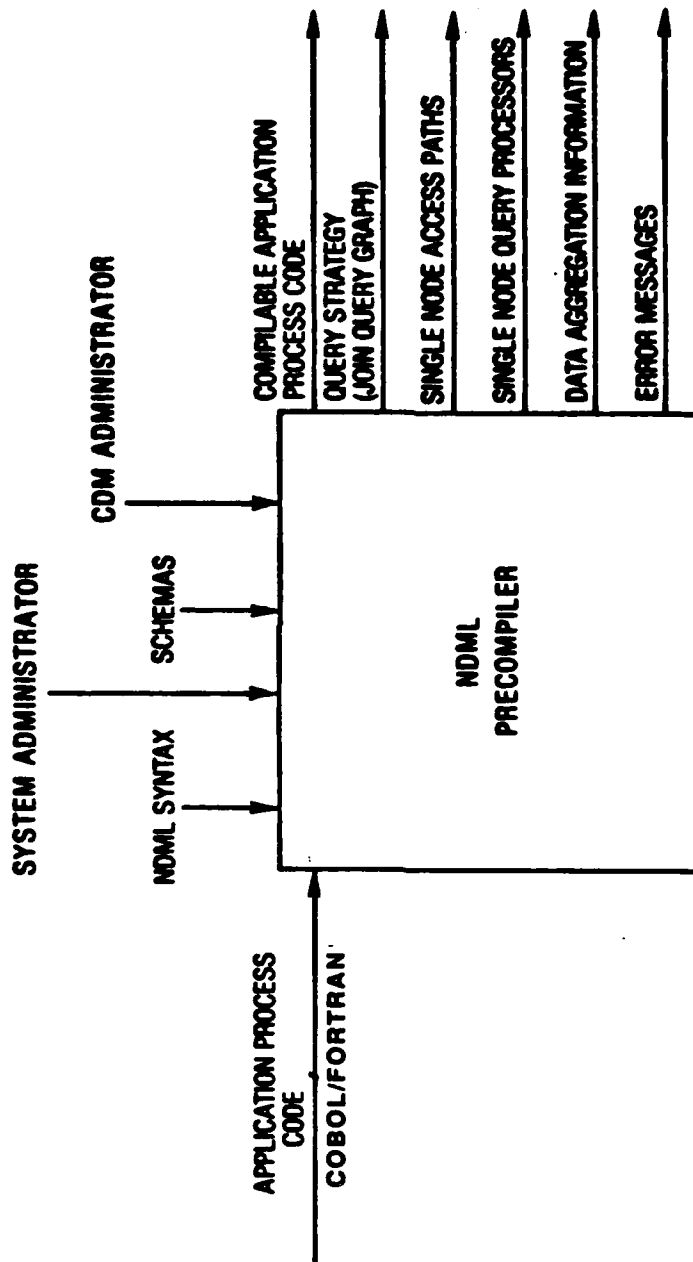 SYSTEM ADMINISTRATOR
CDM ADMINISTRATOR
NDML SYNTAX
SCHEMAS
APPLICATION PROCESS
CODE
COBOL/FORTRAN
NDML
PRECOMPILER
COMPILABLE APPLICATION
PROCESS CODE
QUERY STRATEGY
(JOIN QUERY GRAPH)
SINGLE NODE ACCESS PATHS
SINGLE NODE QUERY PROCESSORS
DATA AGGREGATION INFORMATION
ERROR MESSAGES